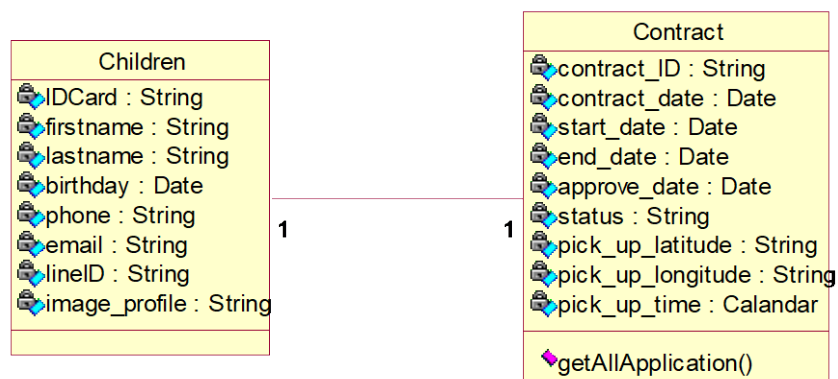 Children
IDCard : String
firstname : String
lastname : String
birthday : Date
phone : String
email : String
lineID : String
image_profile : String
1
1
Contract
contract_ID : String
contract_date : Date
start_date : Date
end_date : Date
approve_date : Date
status : String
pick_up_latitude : String
pick_up_longitude : String
pick_up_time : Calandar
getAllApplication()